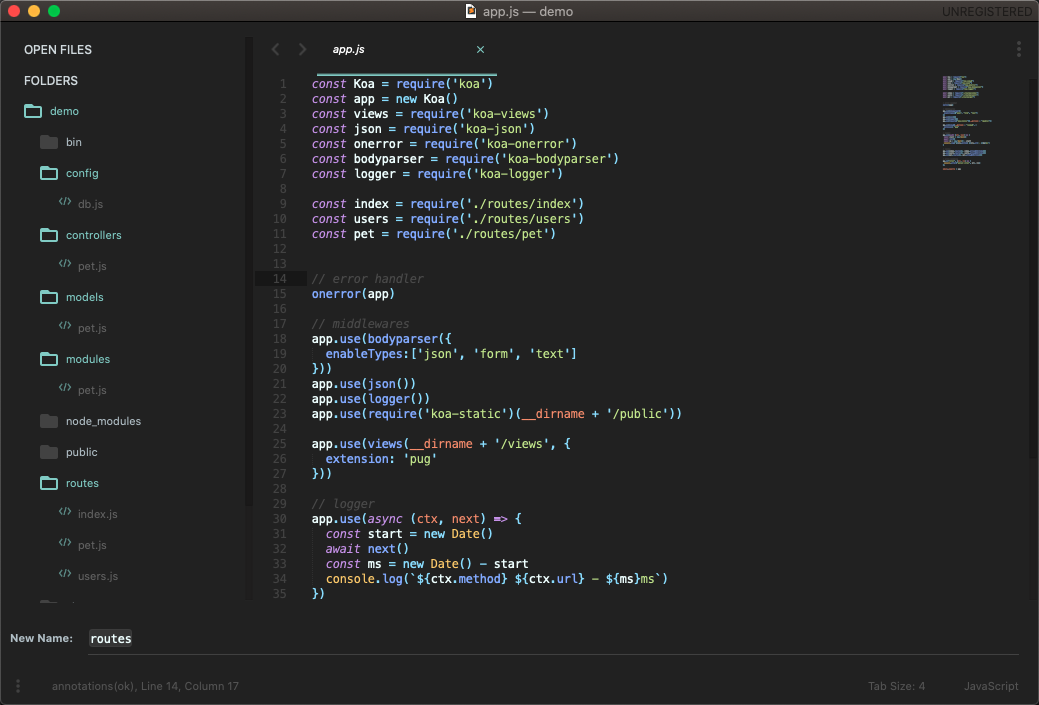 app.js — demo
UNREGISTERED
OPEN FILES
FOLDERS
demo
bin
config
db.js
controllers
pet.js
models
pet.js
modules
pet.js
node_modules
public
routes
index.js
pet.js
users.js
app.js ×
1 const Koa = require('koa')
2 const app = new Koa()
3 const views = require('koa-views')
4 const json = require('koa-json')
5 const onerror = require('koa-onerror')
6 const bodyparser = require('koa-bodyparser')
7 const logger = require('koa-logger')
8
9 const index = require('./routes/index')
10 const users = require('./routes/users')
11 const pet = require('./routes/pet')
12
13
14 // error handler
15 onerror(app)
16
17 // middlewares
18 app.use(bodyparser({
19   enableTypes:['json', 'form', 'text']
20 }))
21 app.use(json())
22 app.use(logger())
23 app.use(require('koa-static')(__dirname + '/public'))
24
25 app.use(views(__dirname + '/views', {
26   extension: 'pug'
27 }))
28
29 // logger
30 app.use(async (ctx, next) => {
31   const start = new Date()
32   await next()
33   const ms = new Date() - start
34   console.log(`${ctx.method} ${ctx.url} - ${ms}ms`)
35 })
New Name: routes
annotations(ok), Line 14, Column 17
Tab Size: 4
JavaScript